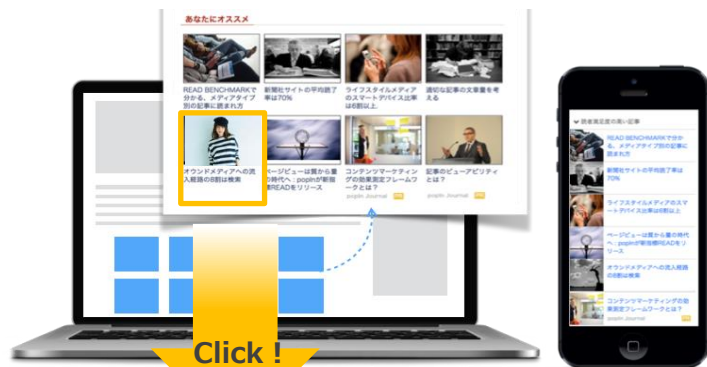 あなたにオススメ
READ BENCHMARKで
分かる、メディアタイプ
別の記事に読まれ方
新聞社サイトの平均読了
率は70%
ライフスタイルメディア
のスマートデバイス出率
は6割以上
適切な記事の文章量を考
える
オウンドメディアへの流
入経路の8割は検索
ページビューは質から量
の時代へ：popInが新指
標READをリリース
コンテンツマーケティン
グの効果測定フレームワ
ークとは？
popIn Journal
記事のビューアビリティ
とは？
popIn Journal
Click !
読者満足度の高い記事
READ BENCHMARKで分か
る、メディアタイプ別の記事に
読まれ方
新聞社サイトの平均読了率は
70%
ライフスタイルメディアのスマ
ートデバイス出率は6割以上
ページビューは質から量の時代
へ：popInが新指標READをリ
リース
オウンドメディアへの流入経路
の8割は検索
コンテンツマーケティングの効
果測定フレームワークとは？
popIn Journal